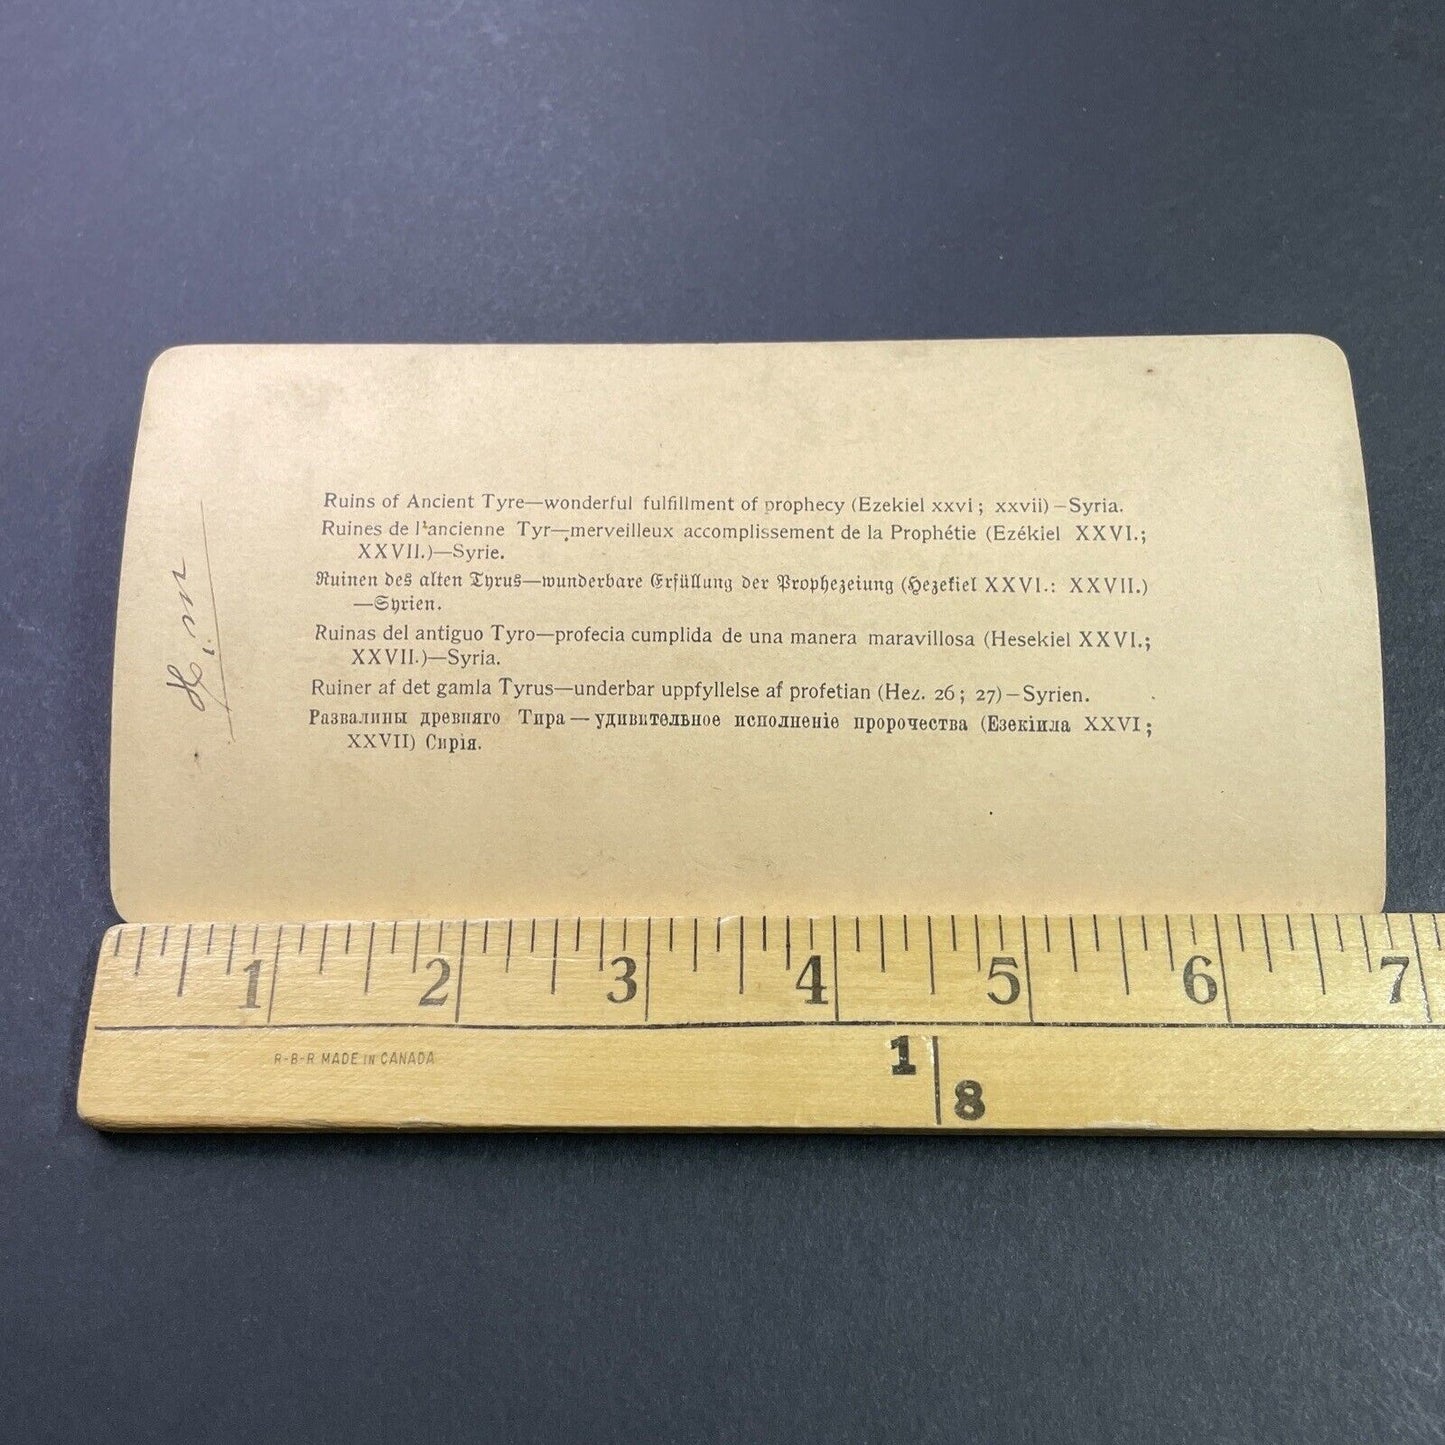 Ruins of Ancient Tyre—wonderful fulfillment of prophecy (Ezekiel xxvi; xxvii)—Syria.
Ruines de l'ancienne Tyr—merveilleux accomplissement de la Prophétie (Ezékiel XXVI.;
XXVII.)—Syrie.
Ruinen des alten Tyrus—wunderbare Erfüllung der Prophezeiung (Hezekiel XXVI.: XXVII.)
—Syrien.
Ruinas del antiguo Tyro—profecia cumplida de una manera maravillosa (Hesekiel XXVI.;
XXVII.)—Syria.
Ruiner af det gamla Tyrus—underbar uppfyllelse af profetian (Hez. 26; 27)—Syrien.
Развалины древняго Тира—удивительное исполненіе пророчества (Езекіила XXVI;
XXVII) Сирія.
1 2 3 4 5 6 7
R-B-R MADE IN CANADA
1
8